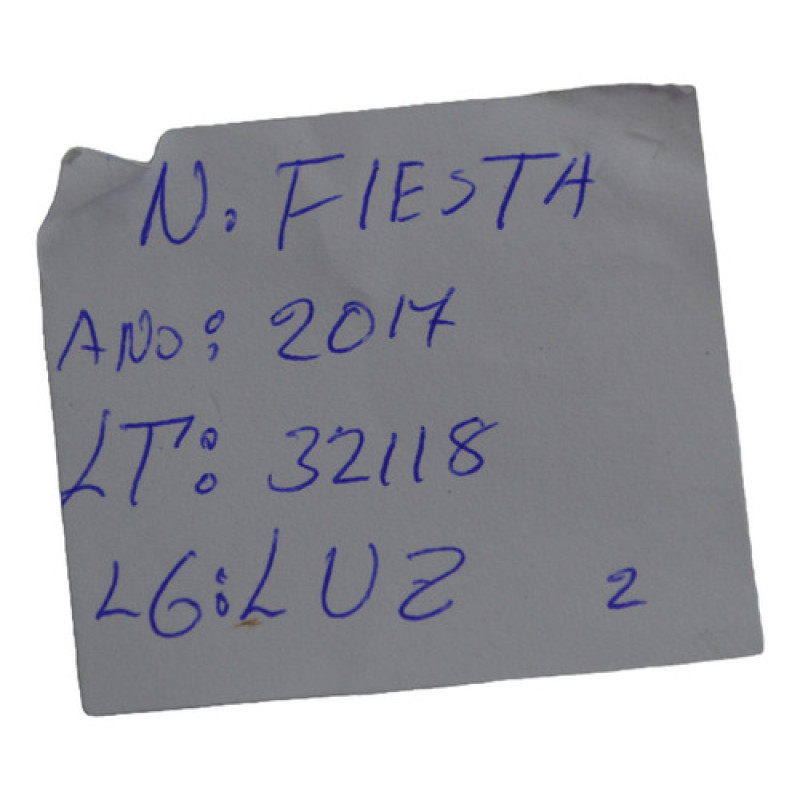 N. FIESTA
ANO: 2017
LT: 32118
LG: LUZ 2